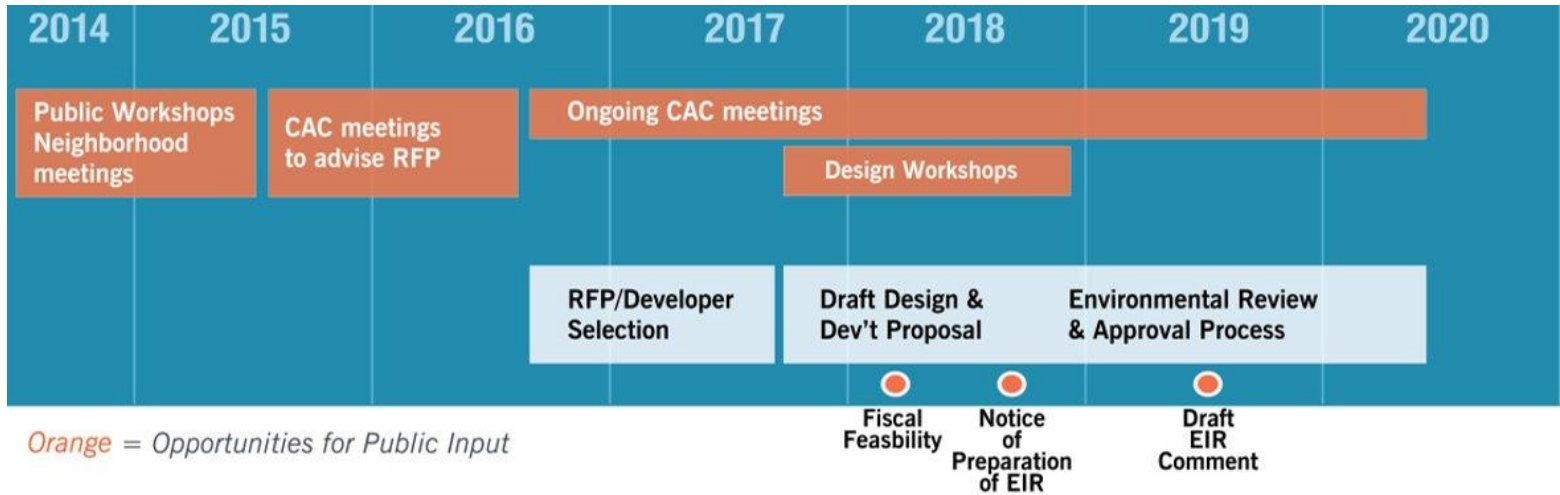 2014 2015 2016 2017 2018 2019 2020
Public Workshops
Neighborhood
meetings
CAC meetings
to advise RFP
Ongoing CAC meetings
Design Workshops
RFP/Developer
Selection
Draft Design &
Dev't Proposal
Environmental Review
& Approval Process
Fiscal
Feasbility
Notice
of
Preparation
of EIR
Draft
EIR
Comment
Orange = Opportunities for Public Input